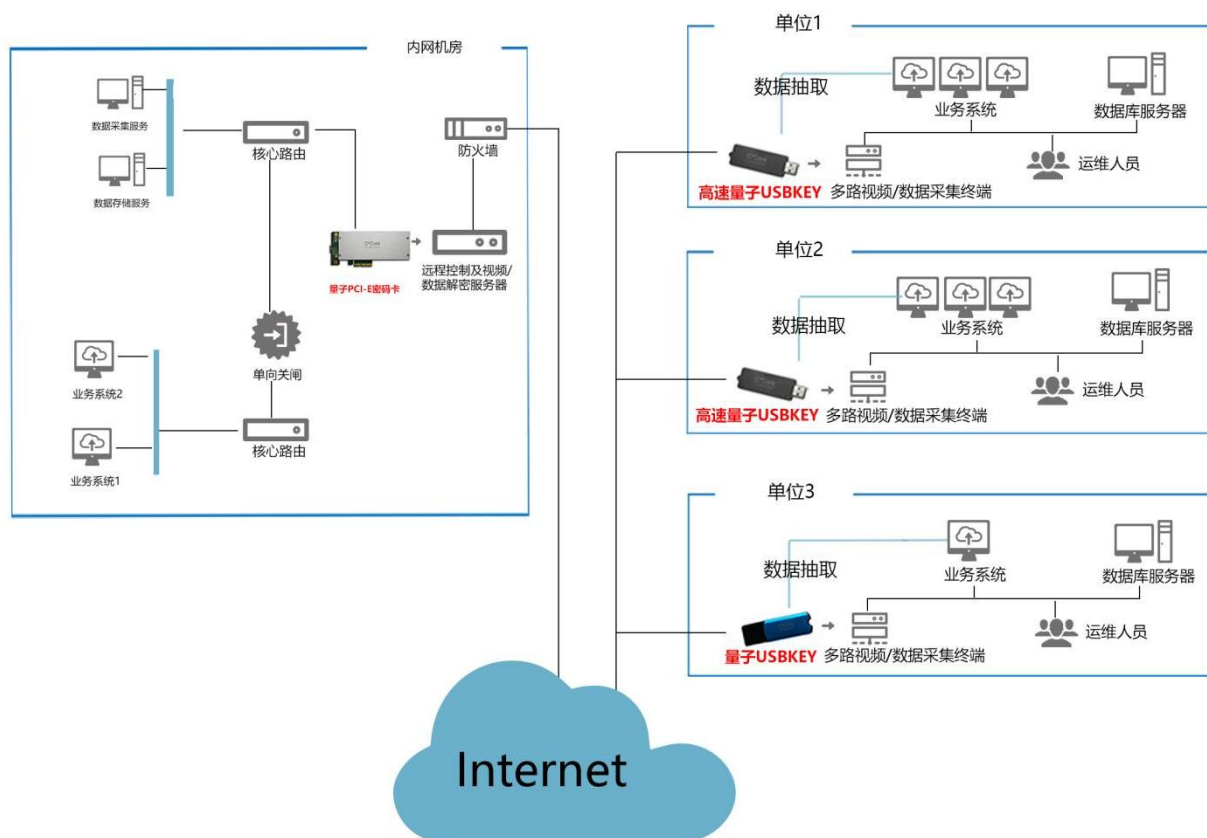 内网机房
数据采集服务
数据存储服务
核心路由
防火墙
量子PCI-E密码卡
远程控制及视频/
数据解密服务器
单向关闸
业务系统2
业务系统1
核心路由
单位1
数据抽取
业务系统
数据库服务器
运维人员
高速量子USBKEY
多路视频/数据采集终端
单位2
数据抽取
业务系统
数据库服务器
运维人员
高速量子USBKEY
多路视频/数据采集终端
单位3
数据抽取
业务系统
数据库服务器
运维人员
量子USBKEY
多路视频/数据采集终端
Internet